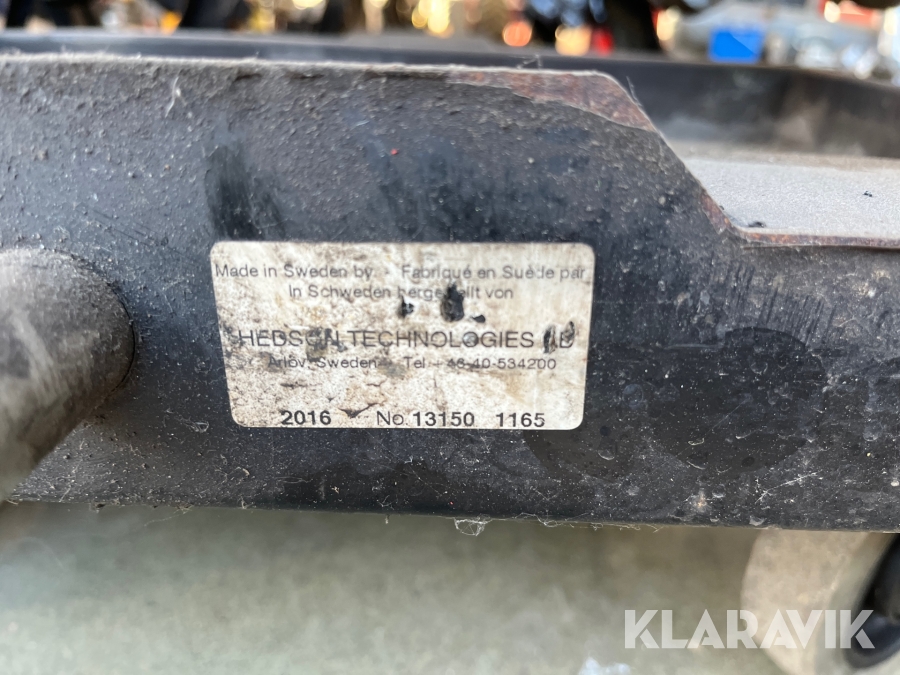 Made in Sweden by - Fabriqué en Suède par
In Schweden hergestellt von
HEDSON TECHNOLOGIES AB
Arlöv, Sweden Tel +46-40-534200
2016 No. 13150 1165
KLARAVIK